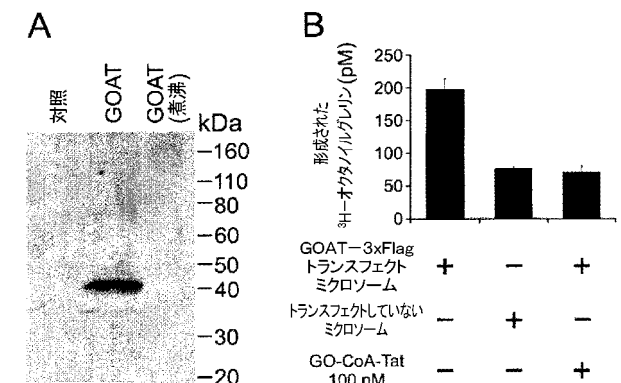 A
対照
GOAT
GOAT
(煮沸)
kDa
160
110
80
60
50
40
30
20
B
形成された
³H-オクタノイルグレリン(pM)
250
200
150
100
50
0
GOAT-3xFlag
トランスフェクト
ミクロソーム
+ - +
トランスフェクトしていない
ミクロソーム
- + -
GO-CoA-Tat
100 nM
- - +